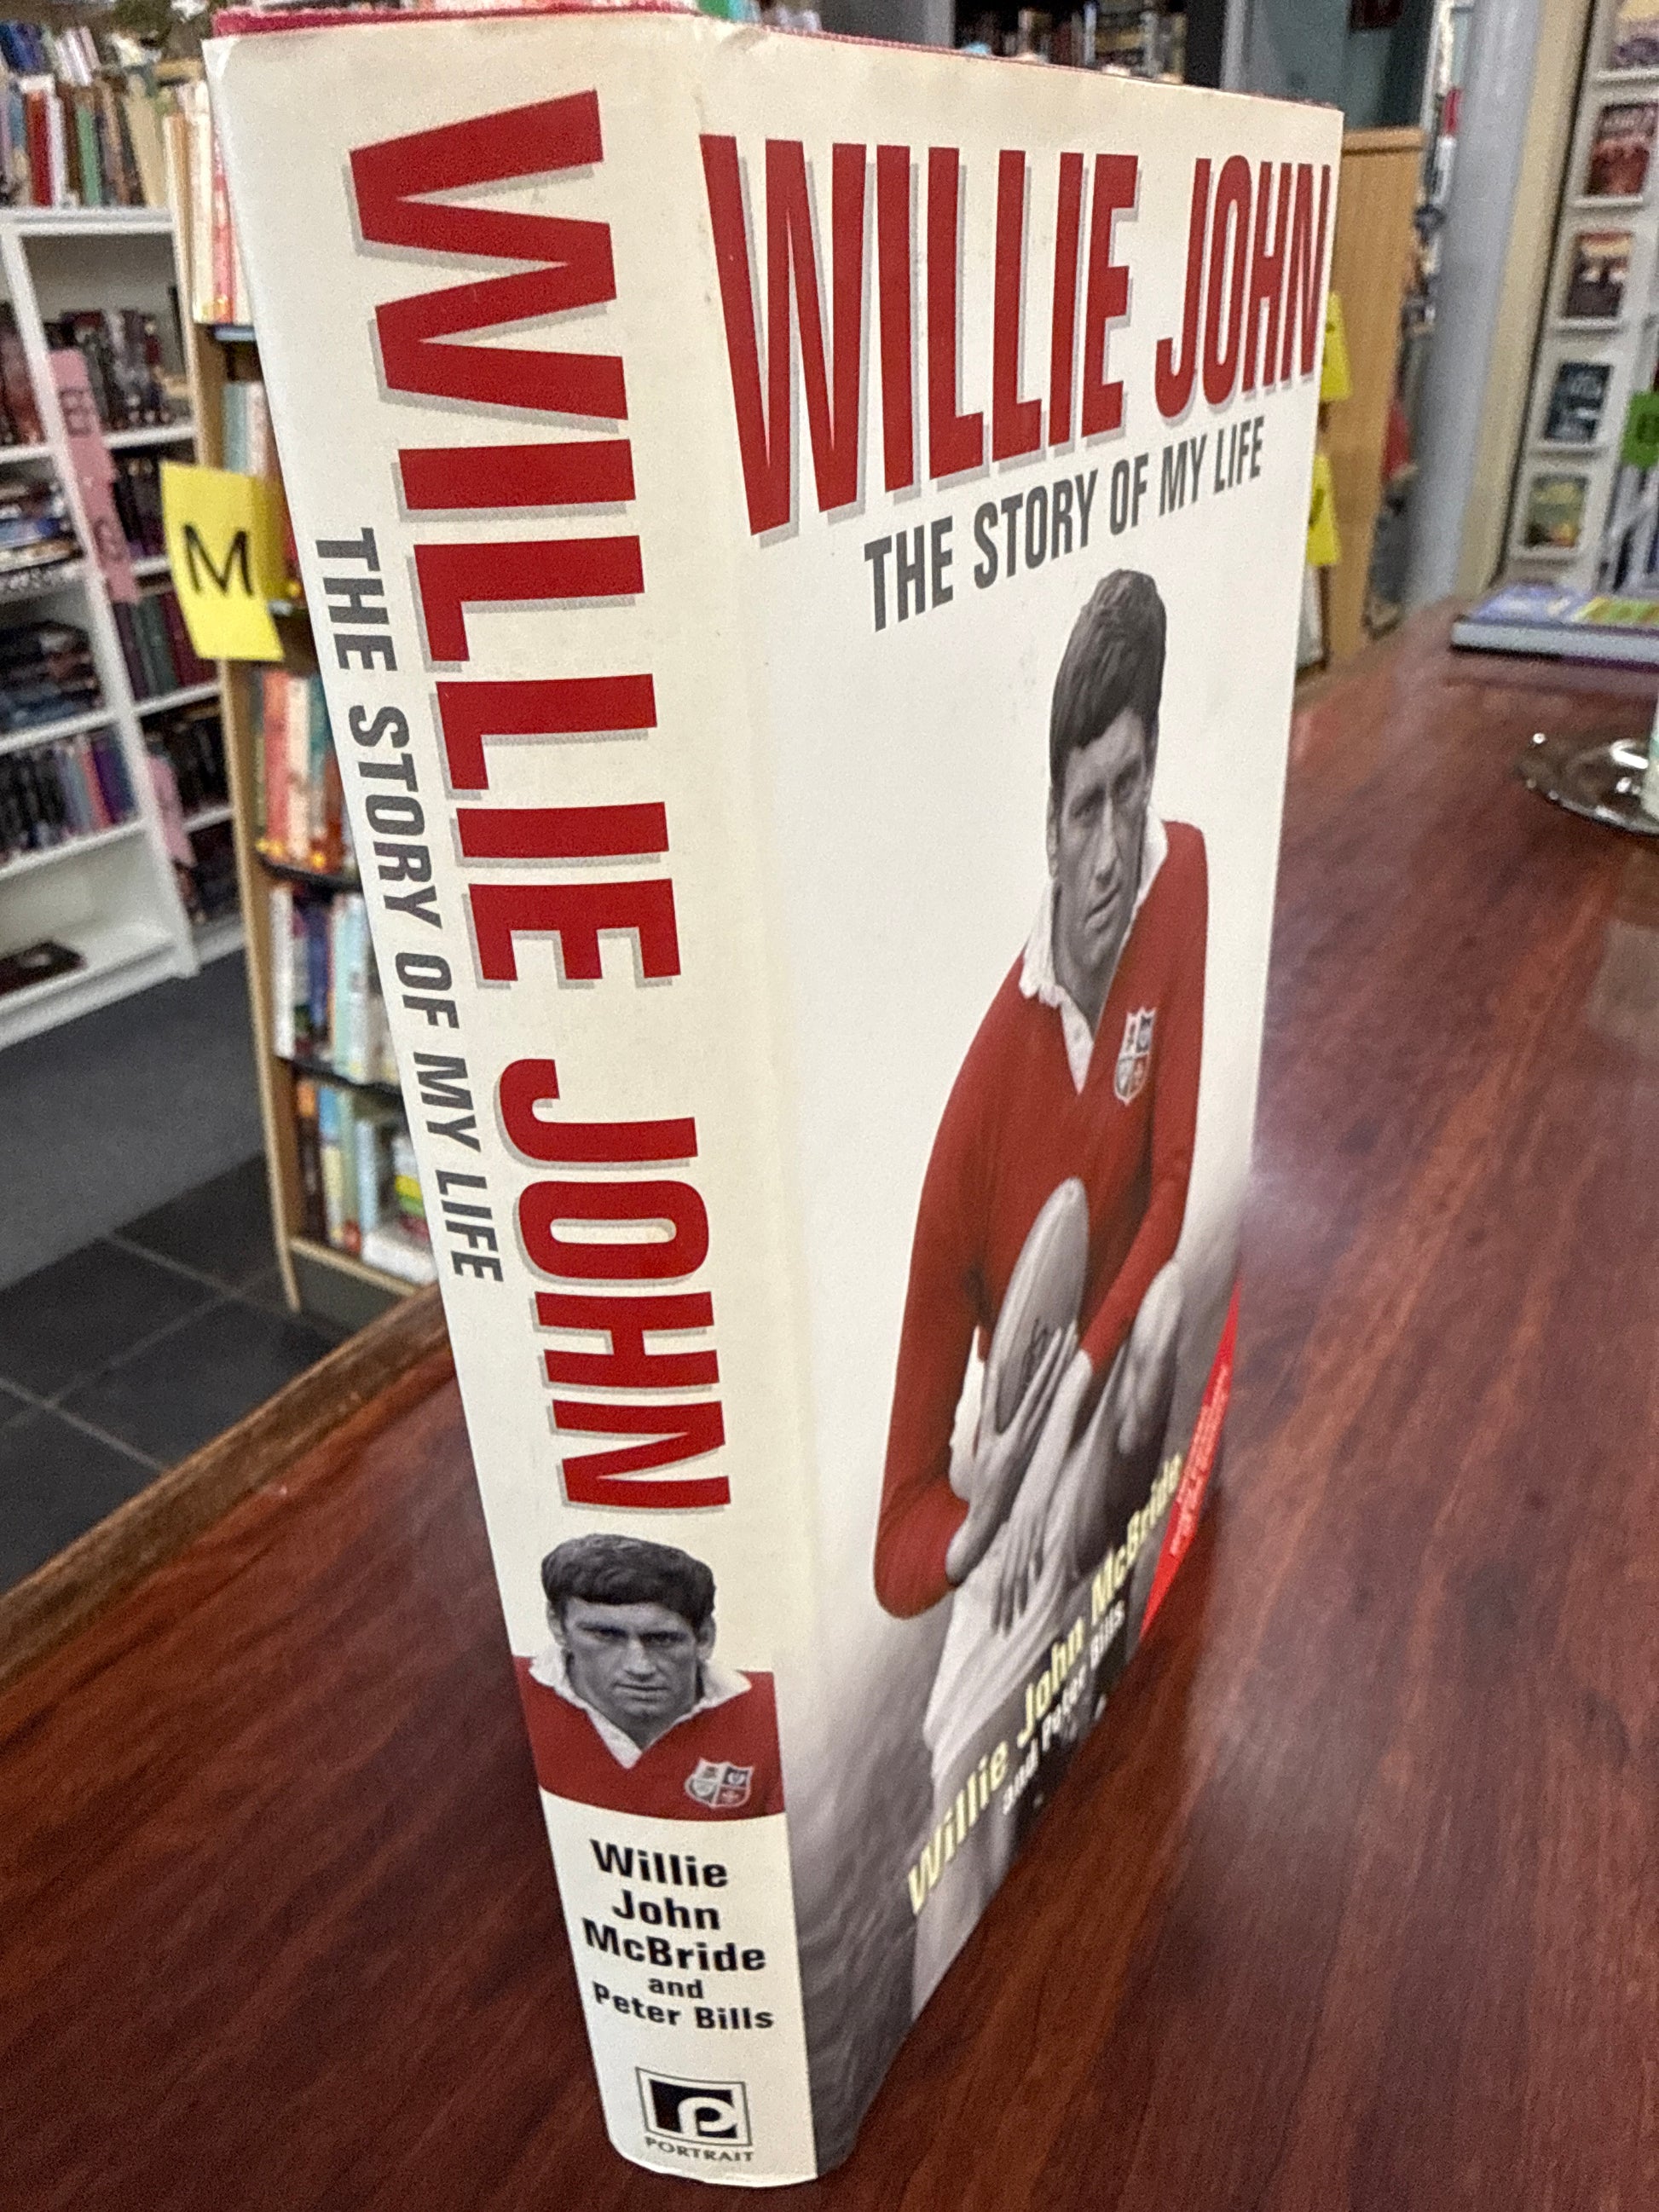 WILLIE JOHN
THE STORY OF MY LIFE
Willie
John
McBride
and
Peter Bills
PORTRAIT
WILLIE JOHN
THE STORY OF MY LIFE
Willie John McBride
and Peter Bills
M